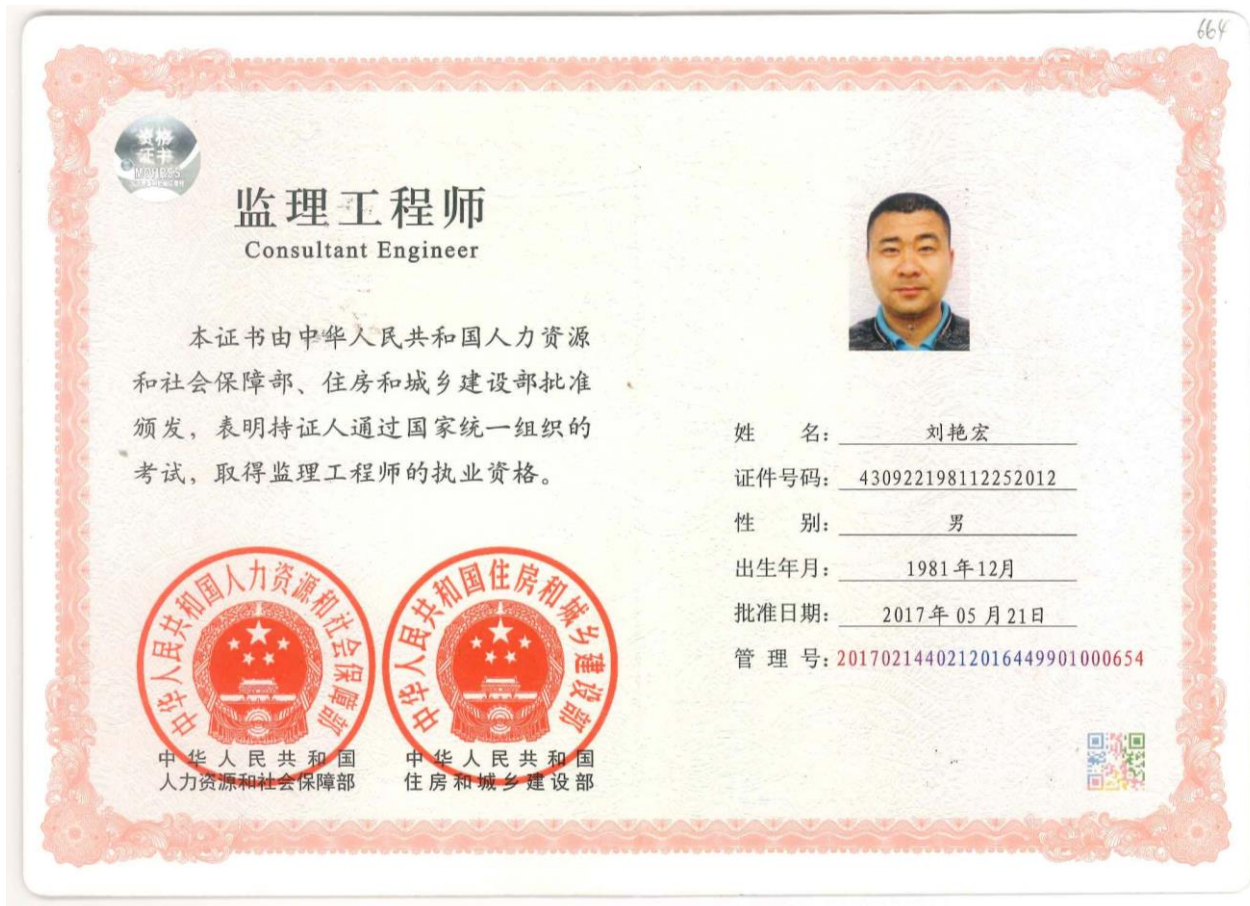 664
资格
证书
MOHRSS
监理工程师
Consultant Engineer
本证书由中华人民共和国人力资源
和社会保障部、住房和城乡建设部批准
颁发，表明持证人通过国家统一组织的
考试，取得监理工程师的执业资格。
中华人民共和国人力资源和社会保障部
中华人民共和国住房和城乡建设部
中华人民共和国
人力资源和社会保障部
中华人民共和国
住房和城乡建设部
姓 名：刘艳宏
证件号码：430922198112252012
性 别：男
出生年月：1981年12月
批准日期：2017年05月21日
管 理 号：2017021440212016449901000654